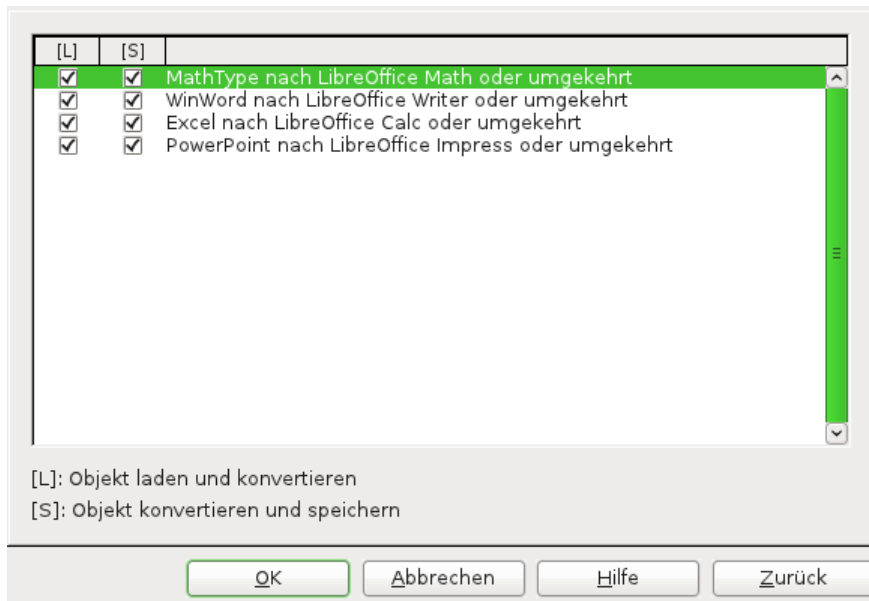 [L] [S]
MathType nach LibreOffice Math oder umgekehrt
WinWord nach LibreOffice Writer oder umgekehrt
Excel nach LibreOffice Calc oder umgekehrt
PowerPoint nach LibreOffice Impress oder umgekehrt
[L]: Objekt laden und konvertieren
[S]: Objekt konvertieren und speichern
OK Abbrechen Hilfe Zurück